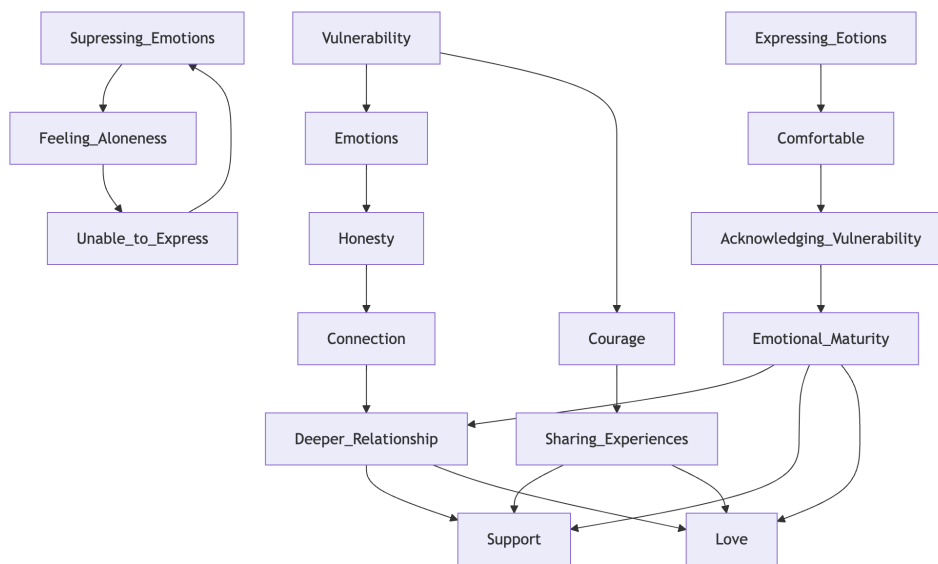 Supressing_Emotions
Vulnerability
Expressing_Eotions
Feeling_Aloneness
Emotions
Comfortable
Unable_to_Express
Honesty
Acknowledging_Vulnerability
Connection
Courage
Emotional_Maturity
Deeper_Relationship
Sharing_Experiences
Support
Love